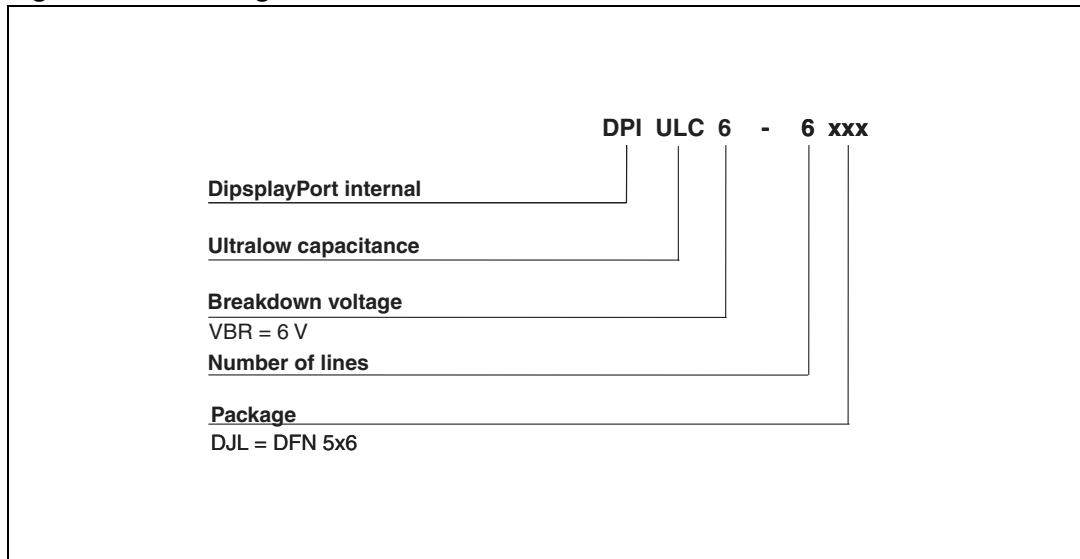 DPI ULC 6 - 6 xxx
DipsplayPort internal
Ultralow capacitance
Breakdown voltage
VBR = 6 V
Number of lines
Package
DJL = DFN 5x6